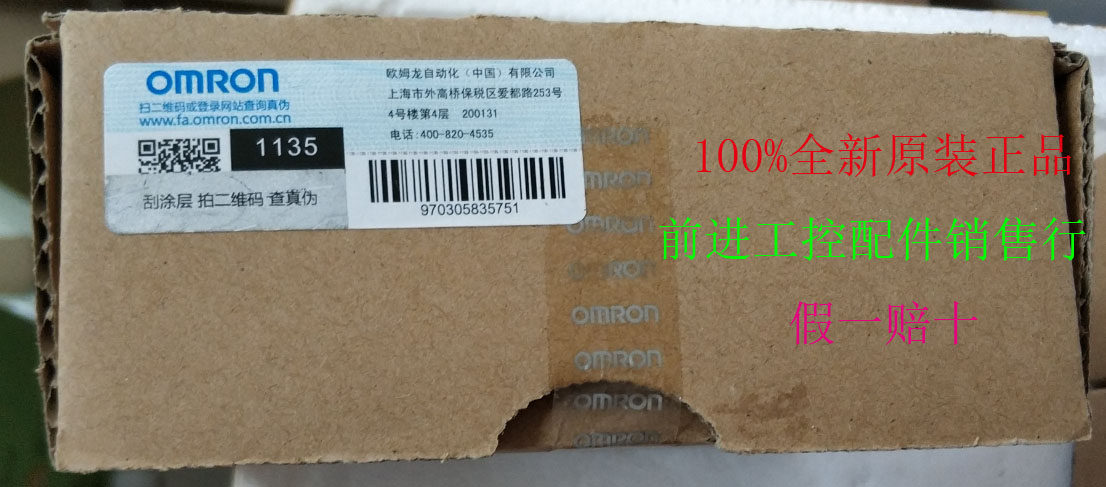 OMRON
扫二维码或登录网站查询真伪
www.fa.omron.com.cn
1135
刮涂层 扫二维码 查真伪
欧姆龙自动化（中国）有限公司
上海市外高桥保税区爱都路253号
4号楼第4层 200131
电话:400-820-4535
970305835751
OMRON
OMRON
OMRON
OMRON
OMRON
OMRON
OMRON
OMRON
100%全新原装正品
前进工控配件销售行
假一赔十